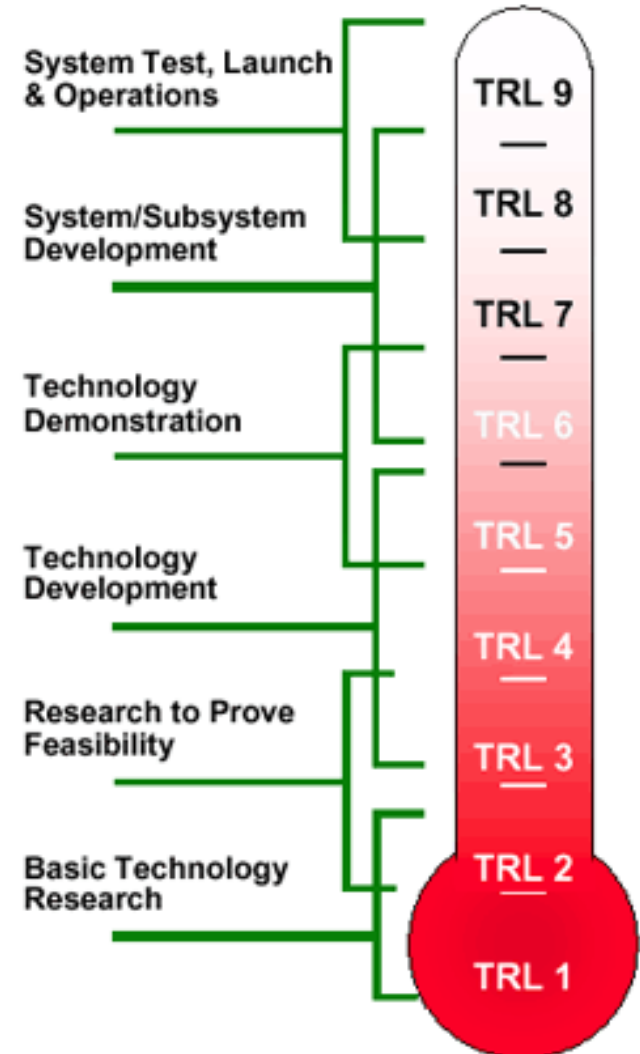 System Test, Launch
& Operations
System/Subsystem
Development
Technology
Demonstration
Technology
Development
Research to Prove
Feasibility
Basic Technology
Research
TRL 9
TRL 8
TRL 7
TRL 6
TRL 5
TRL 4
TRL 3
TRL 2
TRL 1